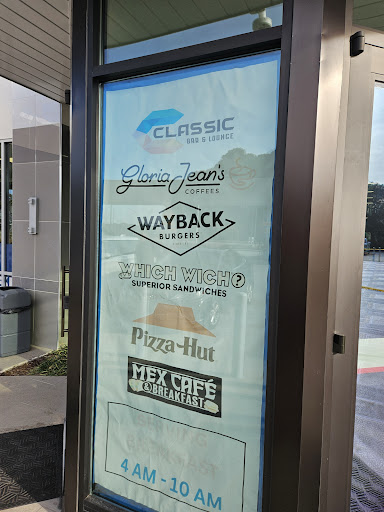 CLASSIC
BAR & LOUNGE
Gloria Jean's
COFFEES
WAYBACK
BURGERS
WHICH WICH?
SUPERIOR SANDWICHES
Pizza Hut
MEX CAFÉ
& BREAKFAST
BREAKFAST
4 AM - 10 AM